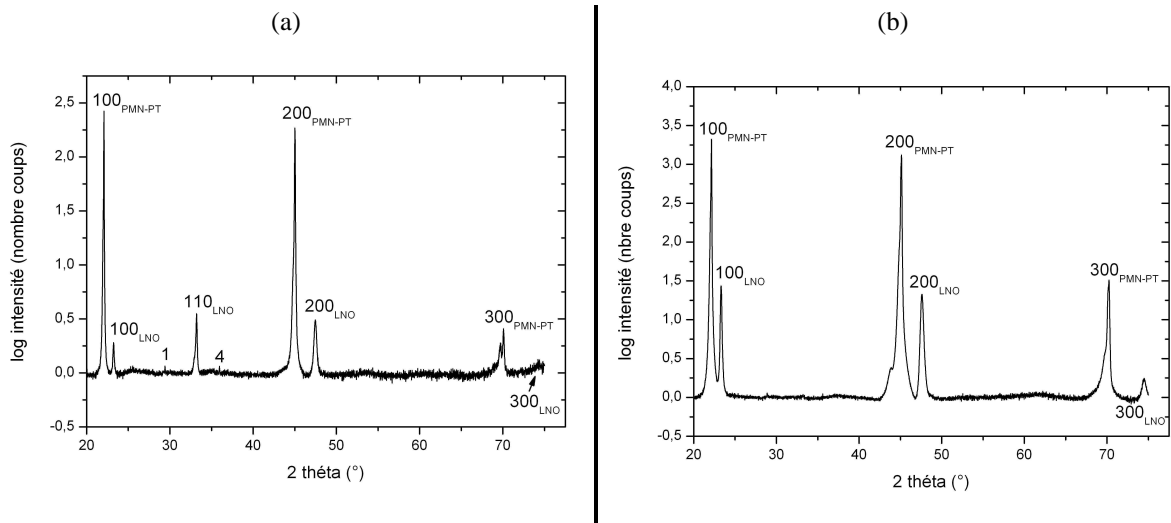 (a)
2,5
2,0
1,5
1,0
0,5
0,0
-0,5
log intensité (nombre coups)
100PMN-PT
100LNO
1
110LNO
4
200PMN-PT
200LNO
300PMN-PT
300LNO
20 30 40 50 60 70
2 théta (°)
(b)
4,0
3,5
3,0
2,5
2,0
1,5
1,0
0,5
0,0
-0,5
log intensité (nbre coups)
100PMN-PT
100LNO
200PMN-PT
200LNO
300PMN-PT
300LNO
20 30 40 50 60 70
2 théta (°)